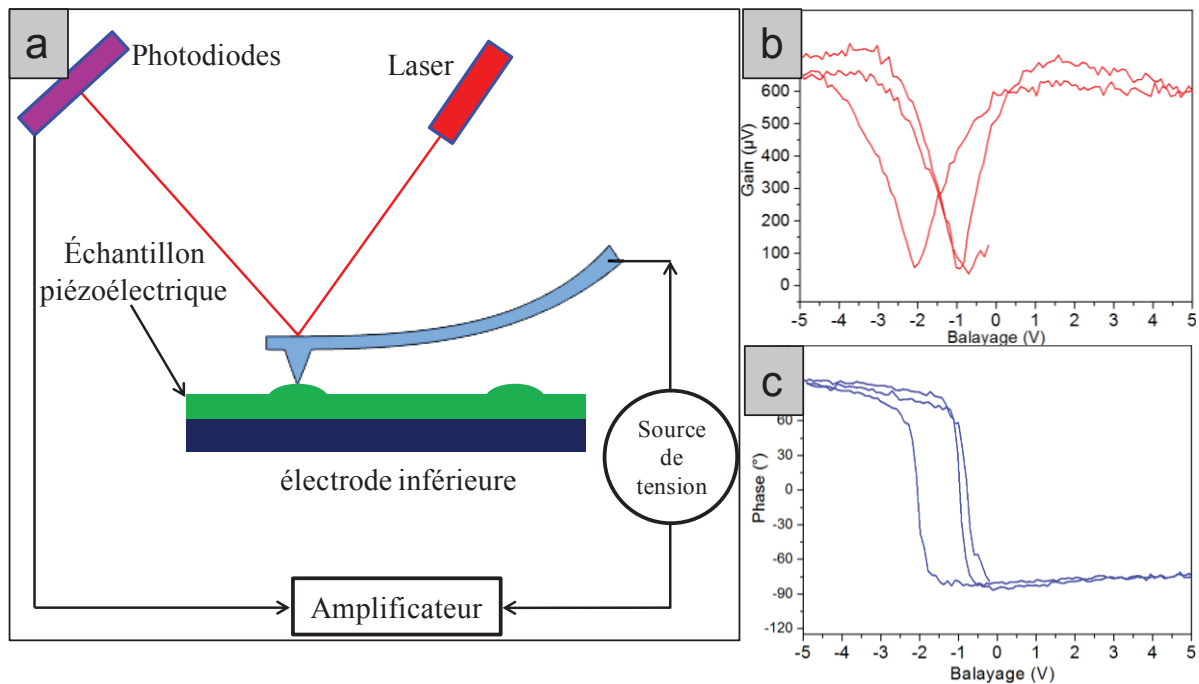 a
Photodiodes
Laser
Échantillon
piézoélectrique
électrode inférieure
Source
de
tension
Amplificateur
b
600
500
400
300
200
100
0
Gain (µV)
-5 -4 -3 -2 -1 0 1 2 3 4 5
Balayage (V)
c
60
30
0
-30
-60
-90
-120
Phase (°)
-5 -4 -3 -2 -1 0 1 2 3 4 5
Balayage (V)